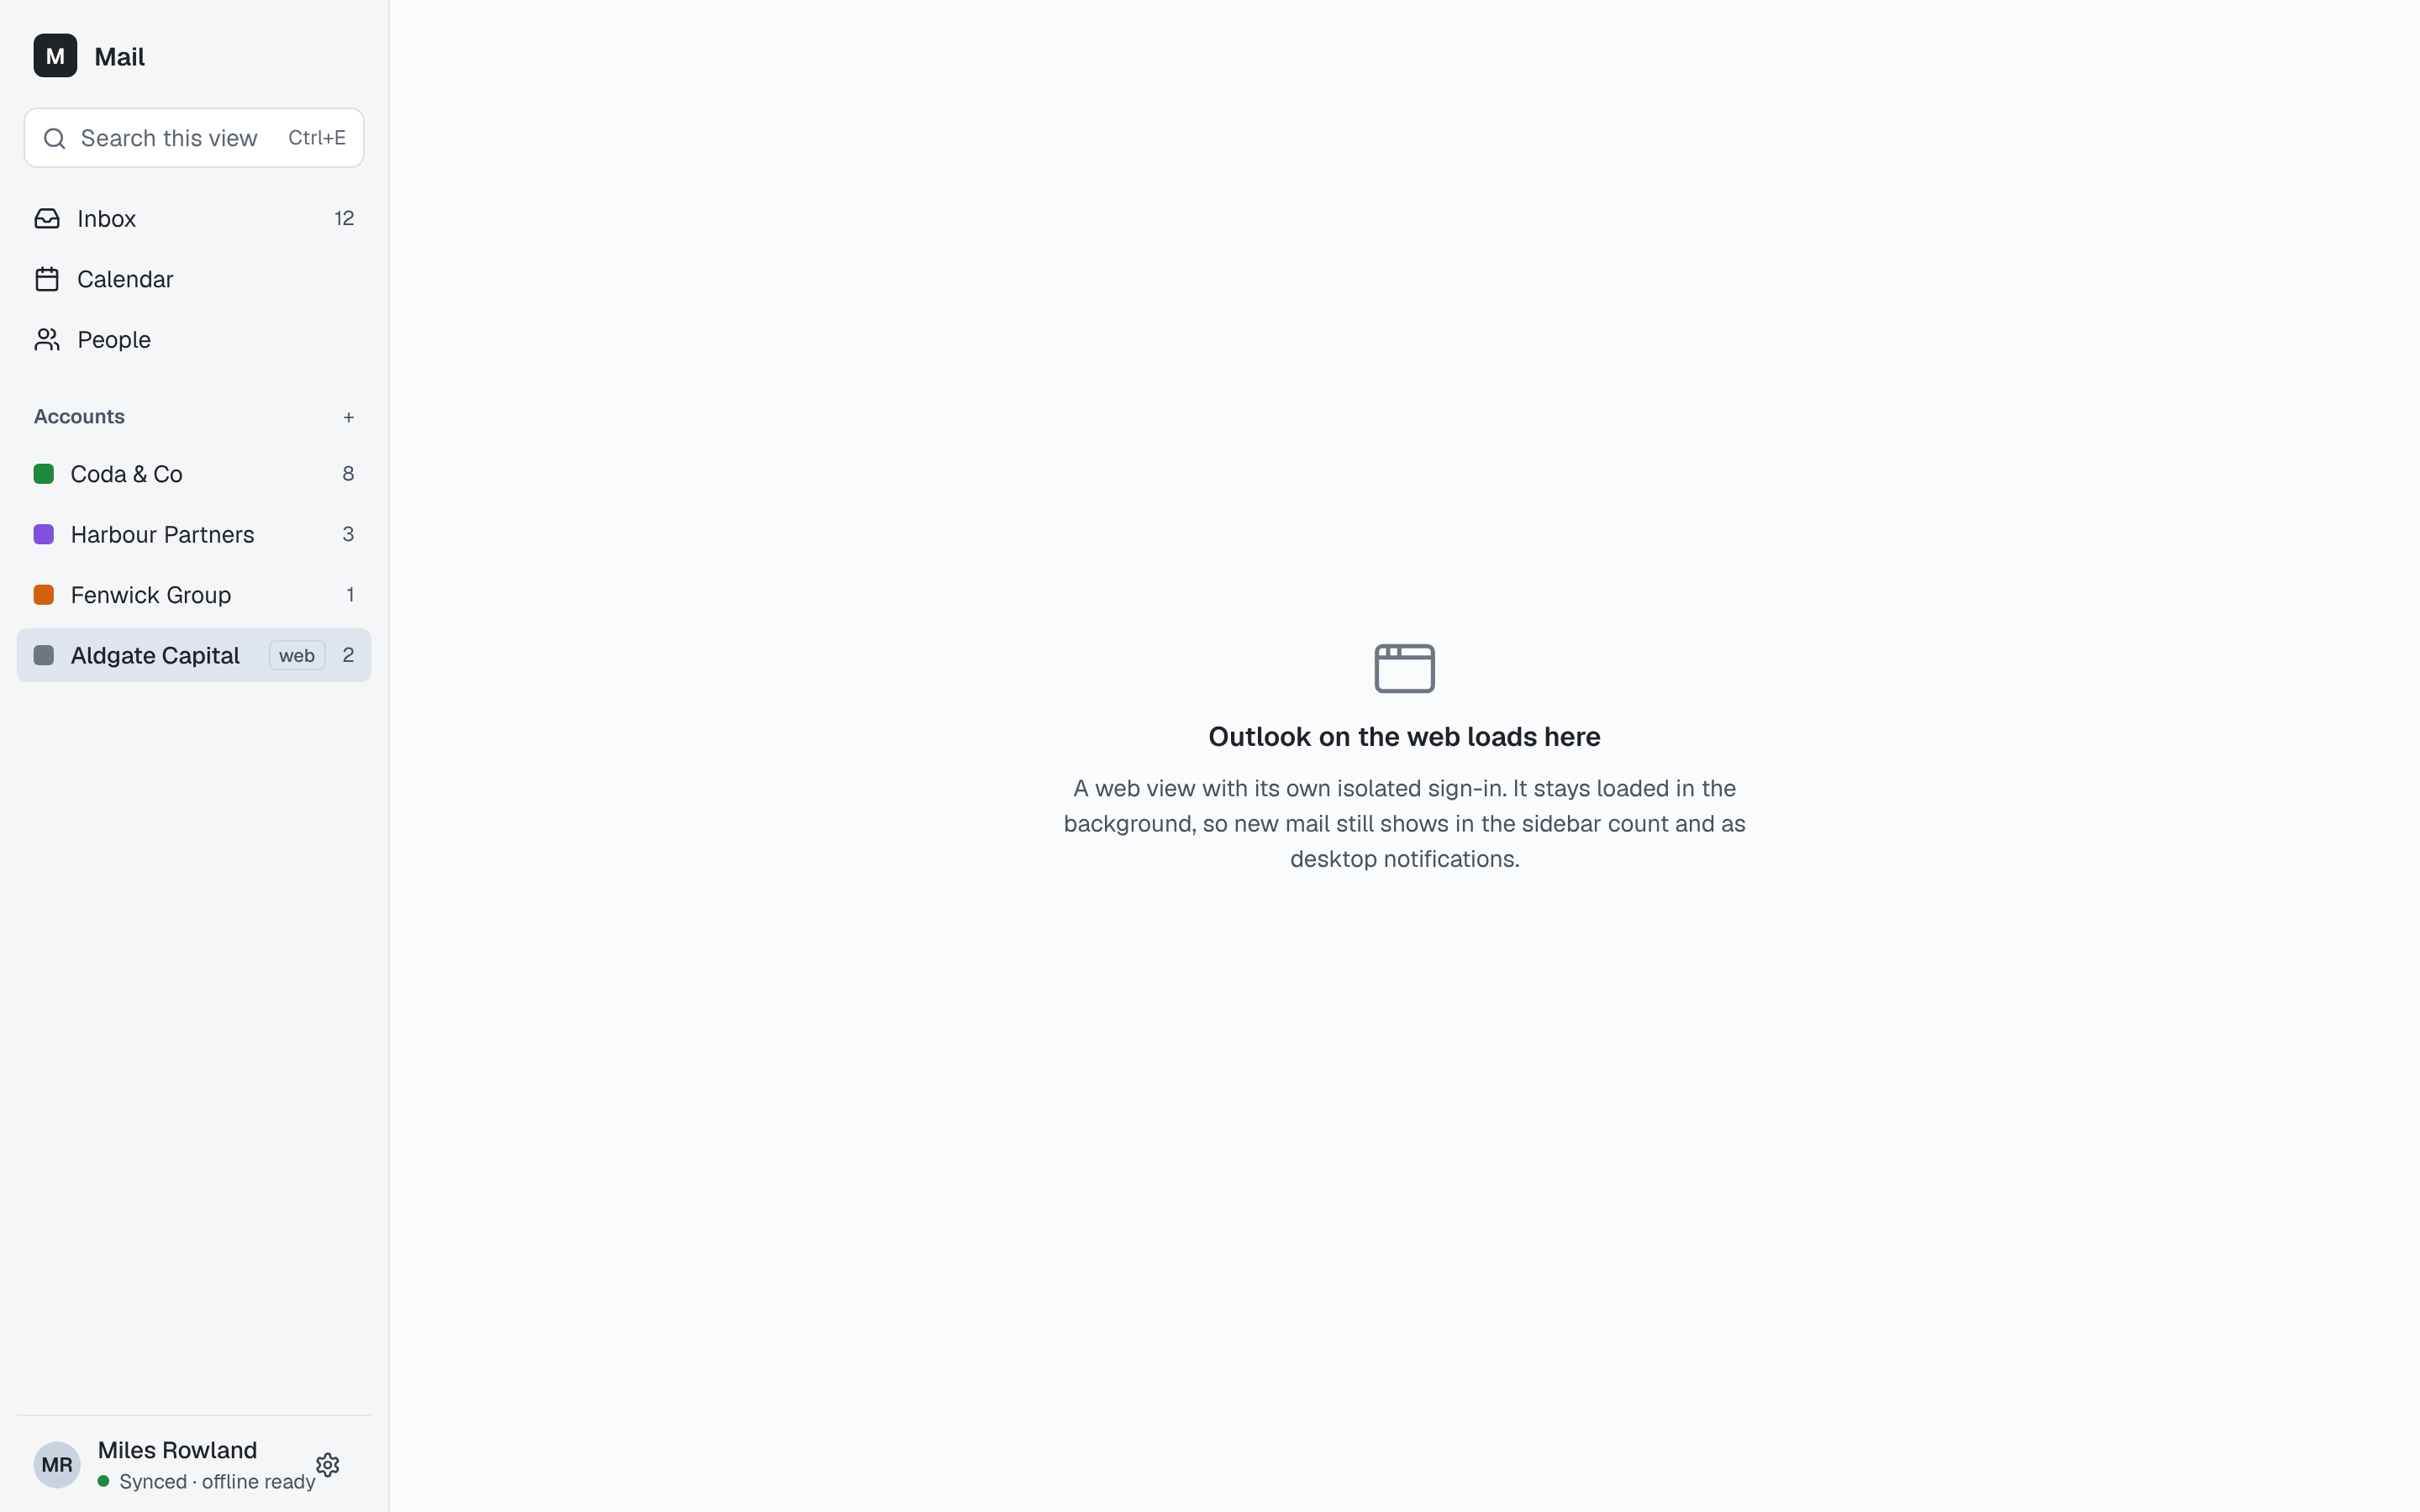 M Mail
Search this view Ctrl+E
Inbox 12
Calendar
People
Accounts +
Coda & Co 8
Harbour Partners 3
Fenwick Group 1
Aldgate Capital web 2
Outlook on the web loads here
A web view with its own isolated sign-in. It stays loaded in the
background, so new mail still shows in the sidebar count and as
desktop notifications.
MR Miles Rowland
Synced · offline ready